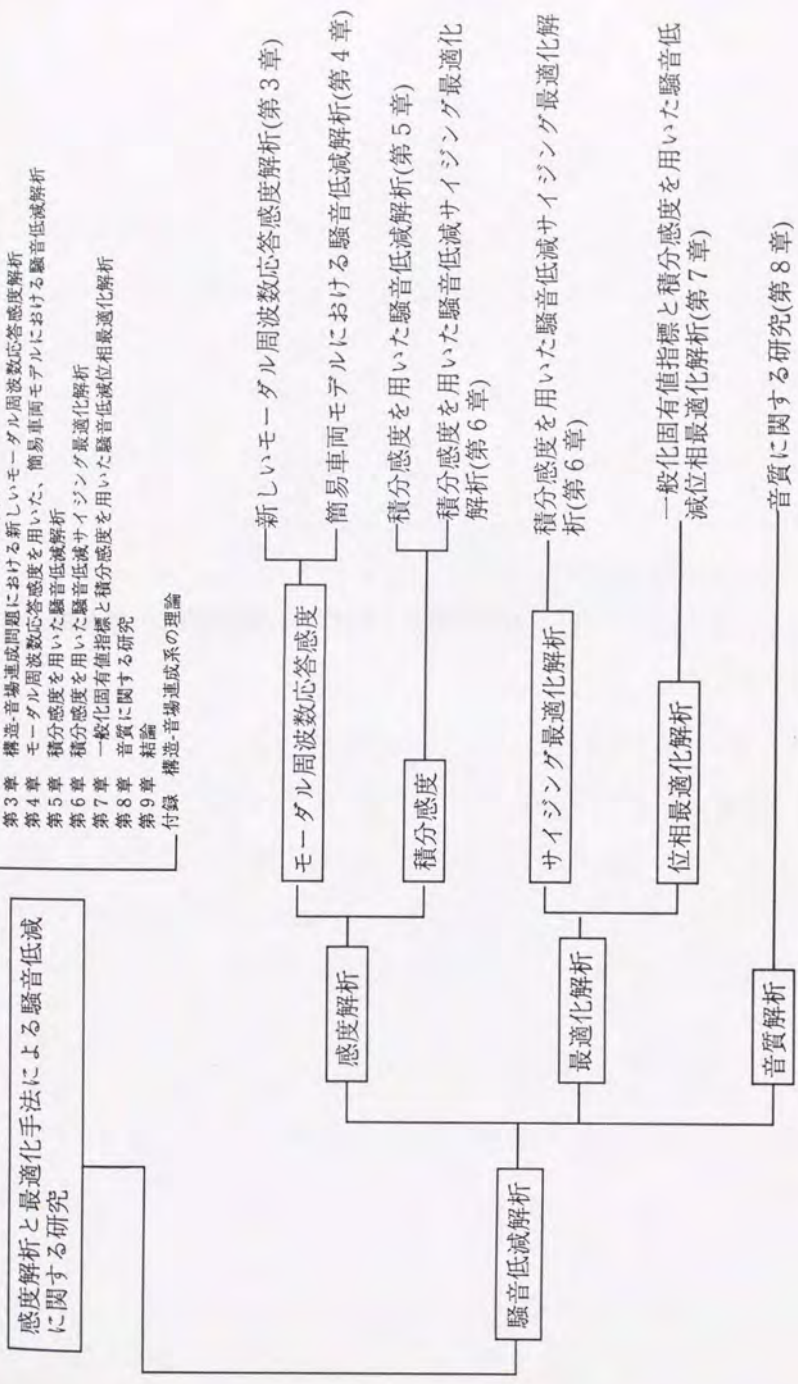 感度解析と最適化手法による騒音低減
に関する研究
第3章 構造-音場連成問題における新しいモーダル周波数応答感度解析
第4章 モーダル周波数応答感度を用いた、簡易車両モデルにおける騒音低減解析
第5章 積分感度を用いた騒音低減解析
第6章 積分感度を用いた騒音低減サイジング最適化解析
第7章 一般化固有値指標と積分感度を用いた騒音低減位相最適化解析
第8章 音質に関する研究
第9章 結論
付録 構造-音場連成系の理論
騒音低減解析
感度解析
モーダル周波数応答感度
新しいモーダル周波数応答感度解析(第3章)
簡易車両モデルにおける騒音低減解析(第4章)
積分感度
積分感度を用いた騒音低減解析(第5章)
積分感度を用いた騒音低減サイジング最適化
解析(第6章)
最適化解析
サイジング最適化解析
積分感度を用いた騒音低減サイジング最適化解
析(第6章)
位相最適化解析
一般化固有値指標と積分感度を用いた騒音低
減位相最適化解析(第7章)
音質解析
音質に関する研究(第8章)